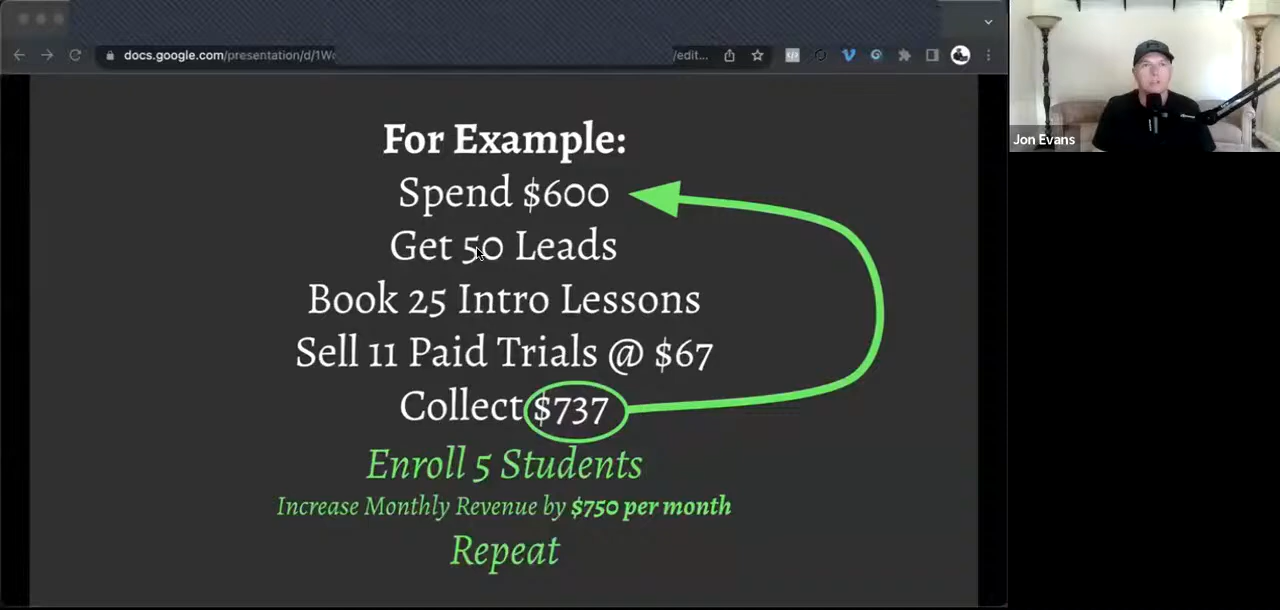 docs.google.com/presentation/d/1W
/edit...
For Example:
Spend $600
Get 50 Leads
Book 25 Intro Lessons
Sell 11 Paid Trials @ $67
Collect $737
Enroll 5 Students
Increase Monthly Revenue by $750 per month
Repeat
Jon Evans